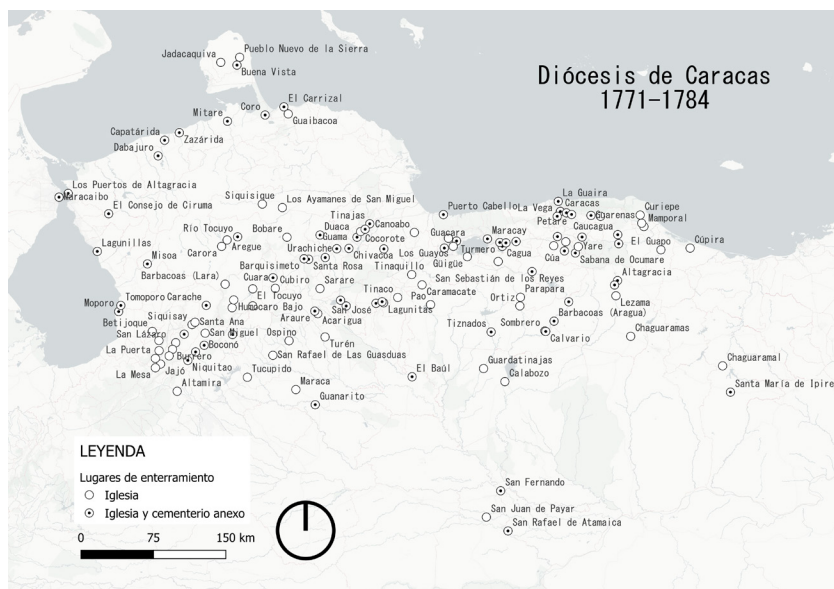 Diócesis de Caracas
1771-1784
Jadacaquiva
Pueblo Nuevo de la Sierra
Buena Vista
El Carrizal
Coro
Mitare
Guaibacoa
Capatárida
Zazárida
Dabajuro
Los Puertos de Altagracia
Maracaibo
El Consejo de Ciruma
Siquisique
Los Ayamanes de San Miguel
La Guaira
Puerto Cabello
La Vega
Caracas
Curiepe
Guarenas
Mamporal
Petare
Tinajas
Canoabo
Río Tocuyo
Bobare
Duaca
Guama
Cocorote
Guacara
Maracay
Caucagua
El Guapo
Cúpira
Lagunillas
Carora
Aregue
Urachiche
Chivacoa
Los Guayos
Turmero
Cagua
Yare
Cúa
Sabana de Ocumare
Misoa
Barquisimeto
Santa Rosa
Tinaquillo
Güigüe
Barbacoas (Lara)
Cuara
Cubiro
Sarare
San Sebastián de los Reyes
Altagracia
Parapara
Caramacate
Tinaco
Pao
Ortiz
Lezama
Moporo
Tomoporo
Carache
El Tocuyo
Humocaro Bajo
San José
Lagunitas
Barbacoas
(Aragua)
Araure
Acarigua
Siquisay
Betijoque
Santa Ana
Tiznados
Sombrero
Calvario
Chaguaramas
San Lázaro
San Miguel
Ospino
Turén
Boconó
La Puerta
Burrero
San Rafael de Las Guasduas
Niquitao
Jajó
La Mesa
Tucupido
El Baúl
Guardatinajas
Calabozo
Chaguaramal
Altamira
Maraca
Guanarito
Santa María de Ipire
LEYENDA
Lugares de enterramiento
Iglesia
Iglesia y cementerio anexo
0 75 150 km
San Fernando
San Juan de Payar
San Rafael de Atamaica